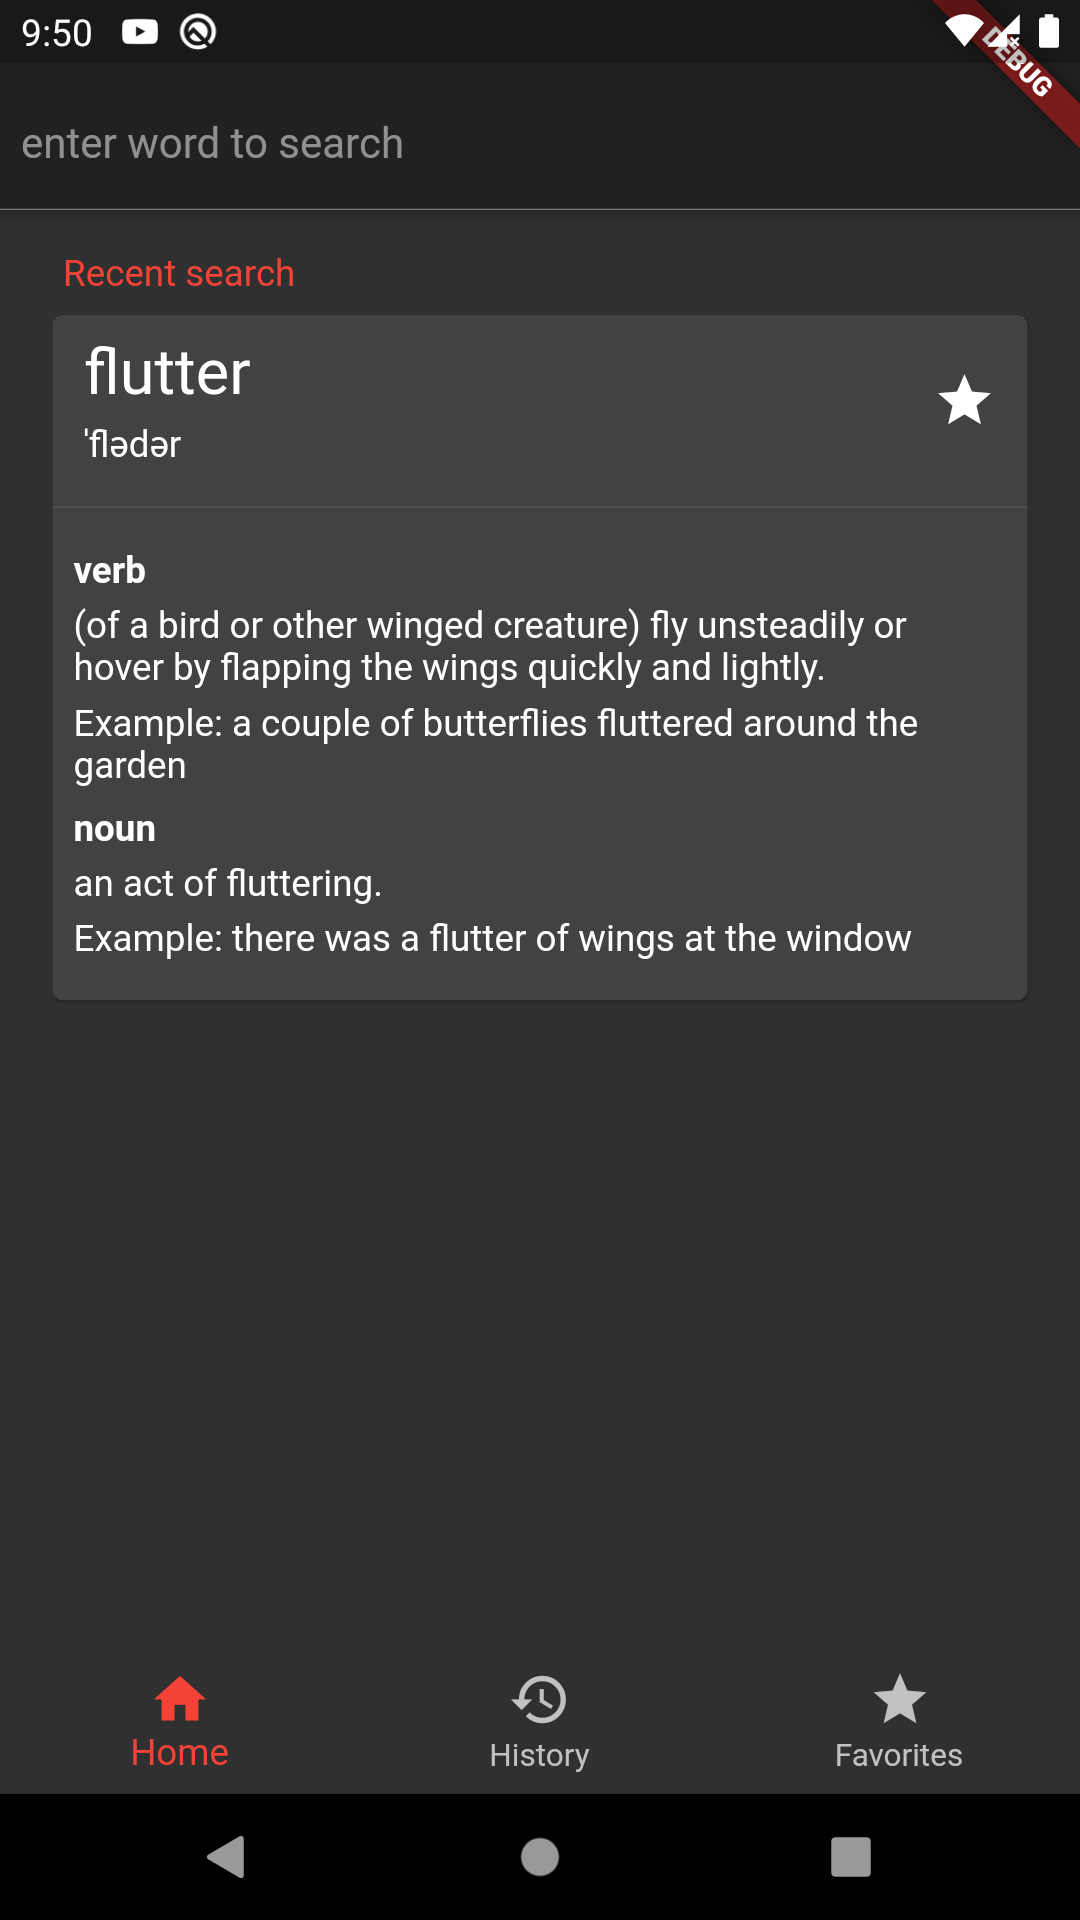 9:50
DEBUG
enter word to search
Recent search
flutter
ˈflədər
verb
(of a bird or other winged creature) fly unsteadily or
hover by flapping the wings quickly and lightly.
Example: a couple of butterflies fluttered around the
garden
noun
an act of fluttering.
Example: there was a flutter of wings at the window
Home
History
Favorites